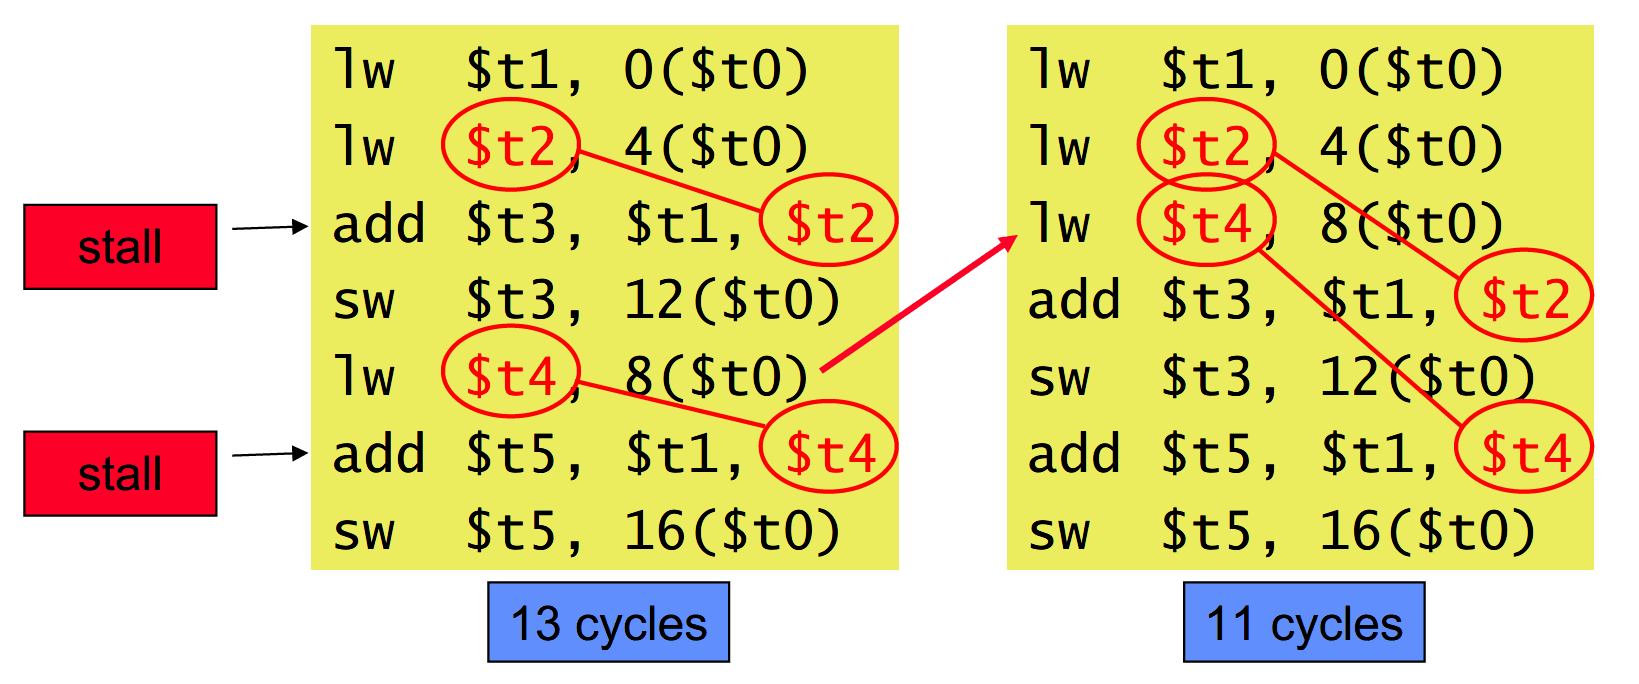 lw $t1, 0($t0)
lw $t2, 4($t0)
stall
add $t3, $t1, $t2
sw $t3, 12($t0)
lw $t4, 8($t0)
stall
add $t5, $t1, $t4
sw $t5, 16($t0)
13 cycles
lw $t1, 0($t0)
lw $t2, 4($t0)
lw $t4, 8($t0)
add $t3, $t1, $t2
sw $t3, 12($t0)
add $t5, $t1, $t4
sw $t5, 16($t0)
11 cycles